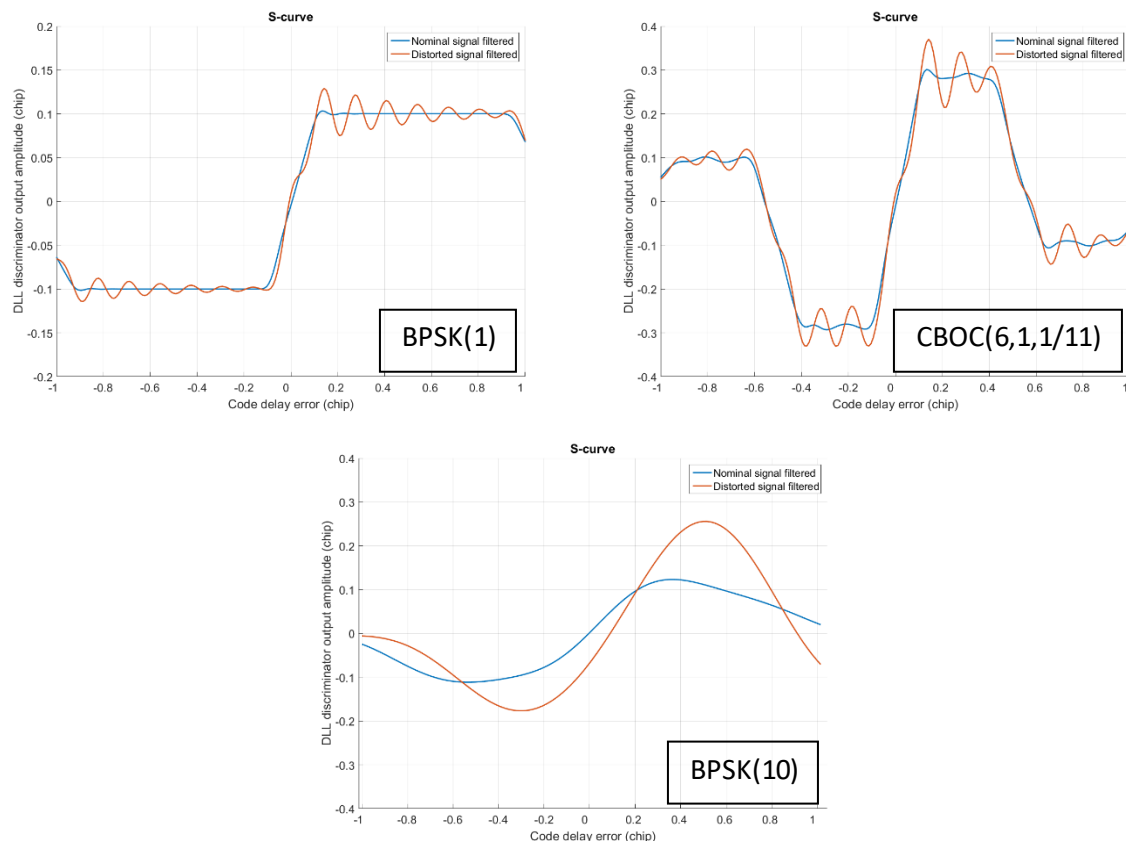 S-curve
Nominal signal filtered
Distorted signal filtered
DLL discriminator output amplitude (chip)
0.2
0.15
0.1
0.05
0
-0.05
-0.1
-0.15
-0.2
-1 -0.8 -0.6 -0.4 -0.2 0 0.2 0.4 0.6 0.8 1
Code delay error (chip)
BPSK(1)
S-curve
Nominal signal filtered
Distorted signal filtered
DLL discriminator output amplitude (chip)
0.4
0.3
0.2
0.1
0
-0.1
-0.2
-0.3
-0.4
-1 -0.8 -0.6 -0.4 -0.2 0 0.2 0.4 0.6 0.8 1
Code delay error (chip)
CBOC(6,1,1/11)
S-curve
Nominal signal filtered
Distorted signal filtered
DLL discriminator output amplitude (chip)
0.4
0.3
0.2
0.1
0
-0.1
-0.2
-0.3
-0.4
-1 -0.8 -0.6 -0.4 -0.2 0 0.2 0.4 0.6 0.8 1
Code delay error (chip)
BPSK(10)